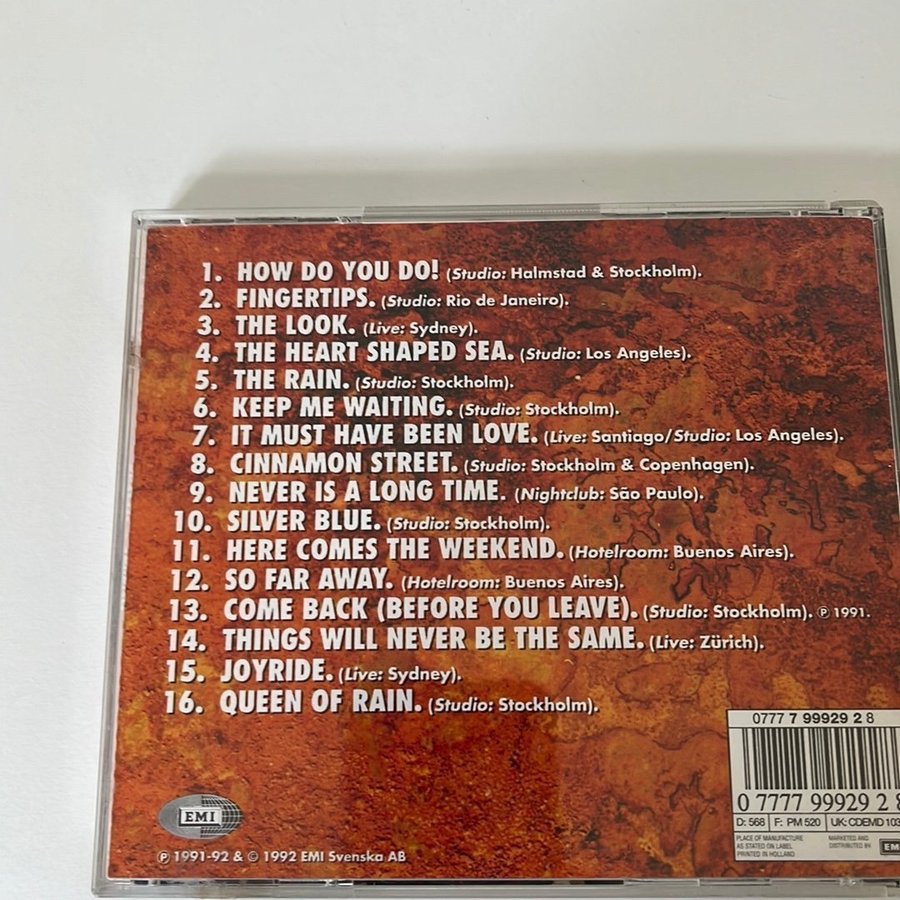 1. HOW DO YOU DO! (Studio: Halmstad & Stockholm).
2. FINGERTIPS. (Studio: Rio de Janeiro).
3. THE LOOK. (Live: Sydney).
4. THE HEART SHAPED SEA. (Studio: Los Angeles).
5. THE RAIN. (Studio: Stockholm).
6. KEEP ME WAITING. (Studio: Stockholm).
7. IT MUST HAVE BEEN LOVE. (Live: Santiago/Studio: Los Angeles).
8. CINNAMON STREET. (Studio: Stockholm & Copenhagen).
9. NEVER IS A LONG TIME. (Nightclub: São Paulo).
10. SILVER BLUE. (Studio: Stockholm).
11. HERE COMES THE WEEKEND. (Hotelroom: Buenos Aires).
12. SO FAR AWAY. (Hotelroom: Buenos Aires).
13. COME BACK (BEFORE YOU LEAVE). (Studio: Stockholm). ℗ 1991.
14. THINGS WILL NEVER BE THE SAME. (Live: Zürich).
15. JOYRIDE. (Live: Sydney).
16. QUEEN OF RAIN. (Studio: Stockholm).
0777 7 99929 2 8
0 77777 99929 2 8
D: 568 F: PM 520 UK: CDEMD 103
PLACE OF MANUFACTURE
AS STATED ON LABEL
PRINTED IN HOLLAND
MARKETED AND
DISTRIBUTED BY
EMI
℗ 1991-92 & © 1992 EMI Svenska AB